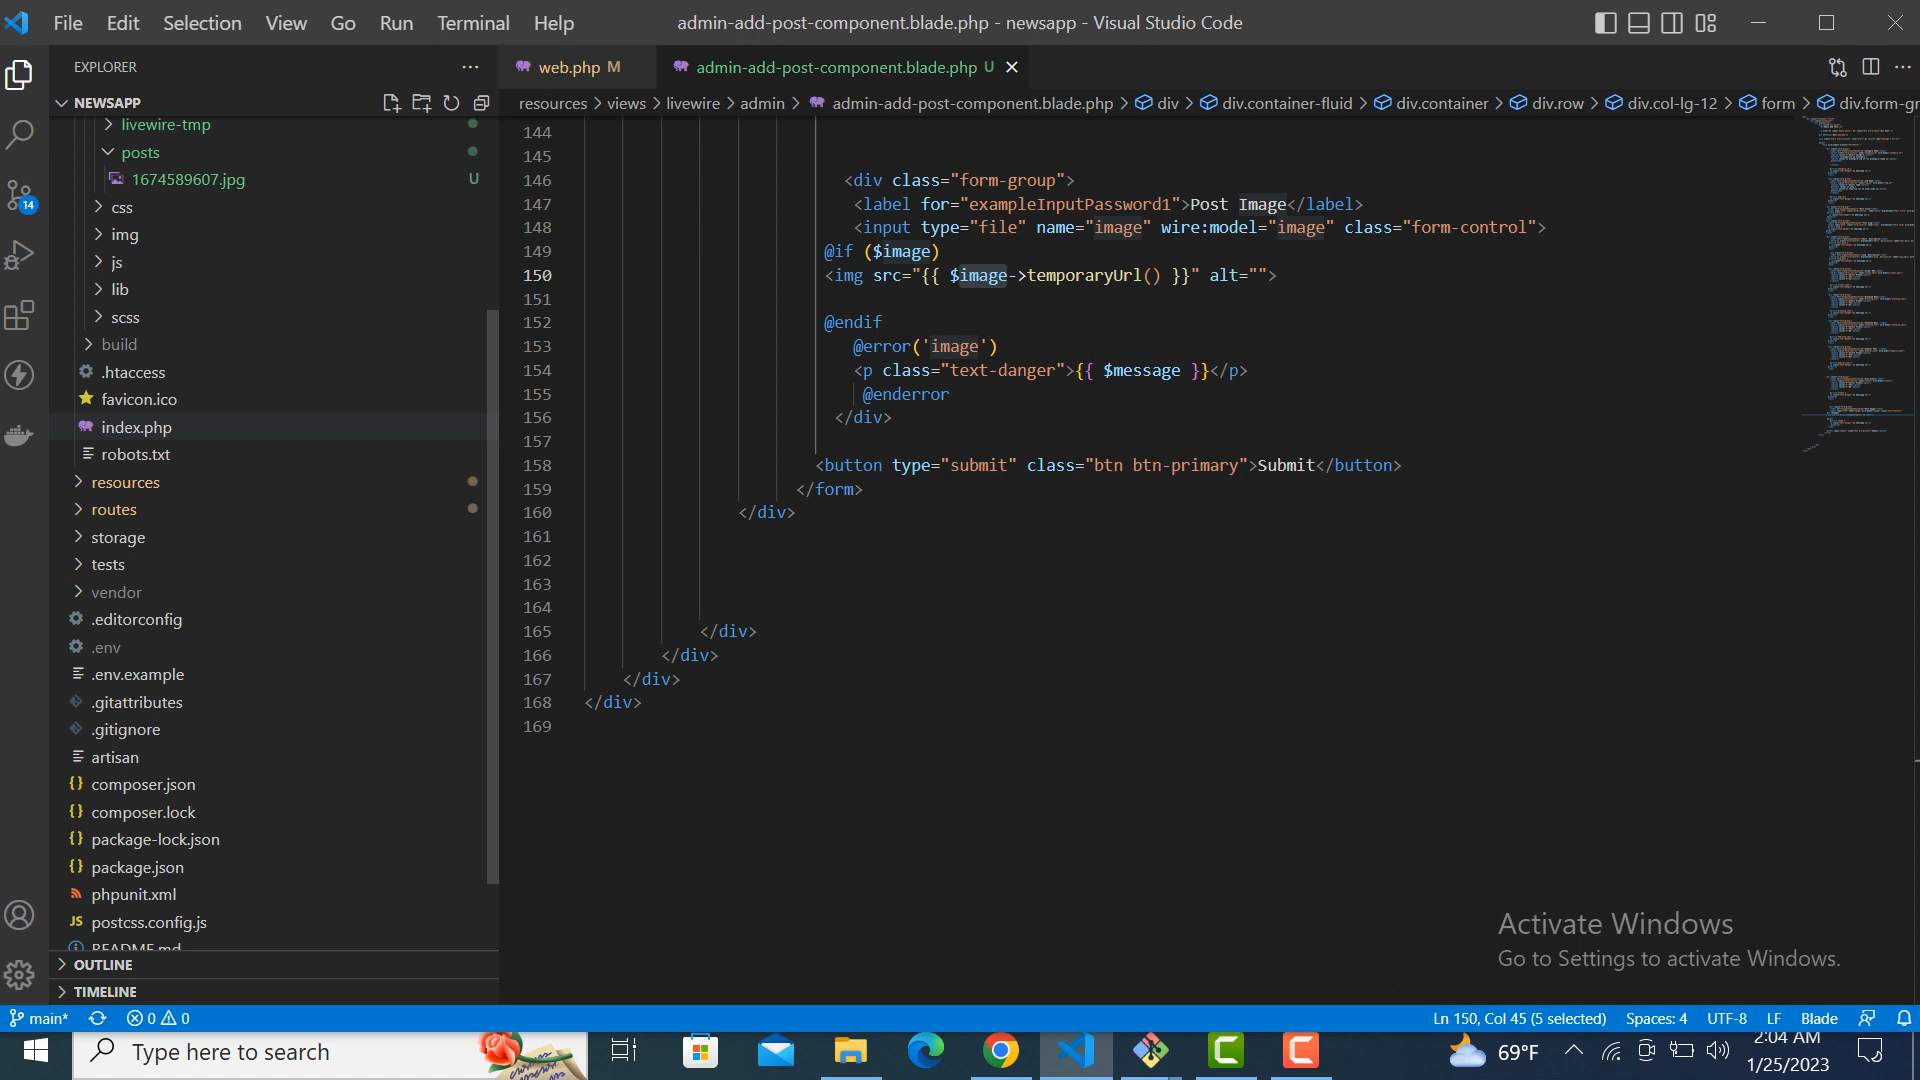 File Edit Selection View Go Run Terminal Help
admin-add-post-component.blade.php - newsapp - Visual Studio Code
EXPLORER
web.php M
admin-add-post-component.blade.php U
NEWSAPP
resources > views > livewire > admin > admin-add-post-component.blade.php > div > div.container-fluid > div.container > div.row > div.col-lg-12 > form > div.form-gr
livewire-tmp
posts
1674589607.jpg U
css
img
js
lib
scss
build
.htaccess
favicon.ico
index.php
robots.txt
resources
routes
storage
tests
vendor
.editorconfig
.env
.env.example
.gitattributes
.gitignore
artisan
composer.json
composer.lock
package-lock.json
package.json
phpunit.xml
postcss.config.js
README.md
OUTLINE
TIMELINE
144
145
146 <div class="form-group">
147 <label for="exampleInputPassword1">Post Image</label>
148 <input type="file" name="image" wire:model="image" class="form-control">
149 @if ($image)
150 <img src="{{ $image->temporaryUrl() }}" alt="">
151
152 @endif
153 @error('image')
154 <p class="text-danger">{{ $message }}</p>
155 @enderror
156 </div>
157
158 <button type="submit" class="btn btn-primary">Submit</button>
159 </form>
160 </div>
161
162
163
164
165 </div>
166 </div>
167 </div>
168 </div>
169
Activate Windows
Go to Settings to activate Windows.
14
main* 0 0
Ln 150, Col 45 (5 selected) Spaces: 4 UTF-8 LF Blade
Type here to search
69°F
2:04 AM
1/25/2023